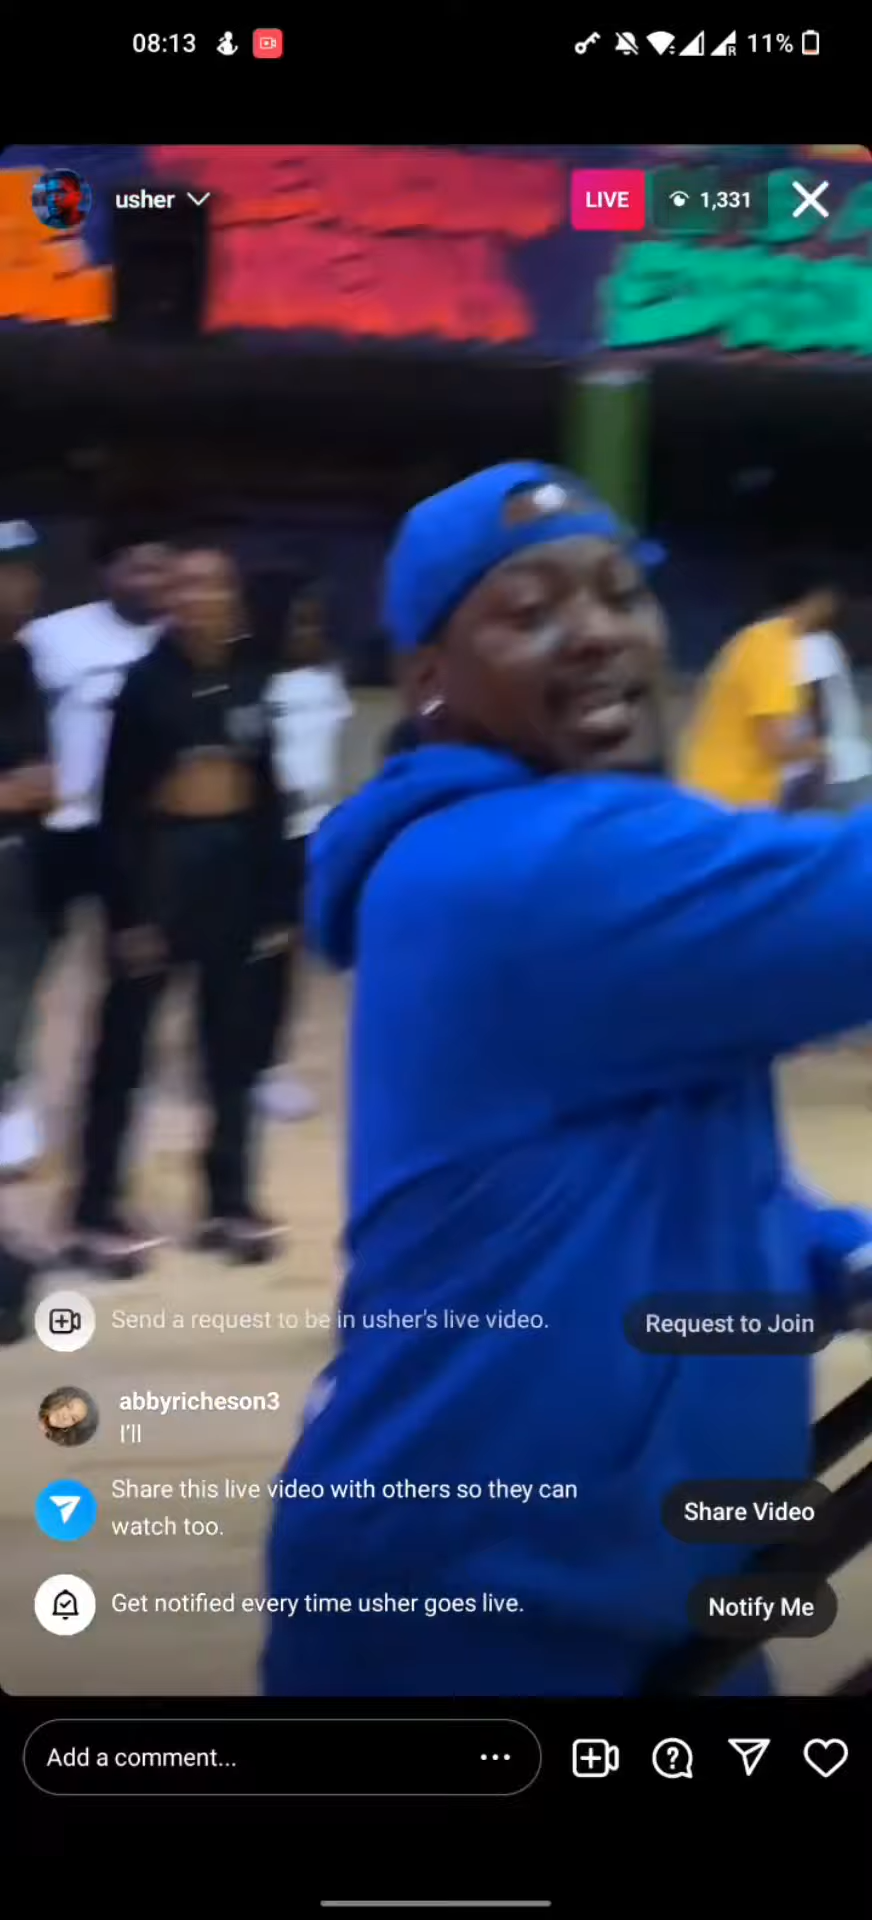 08:13
11%
usher
LIVE
1,331
Send a request to be in usher's live video.
Request to Join
abbyricheson3
I'll
Share this live video with others so they can
watch too.
Share Video
Get notified every time usher goes live.
Notify Me
Add a comment...